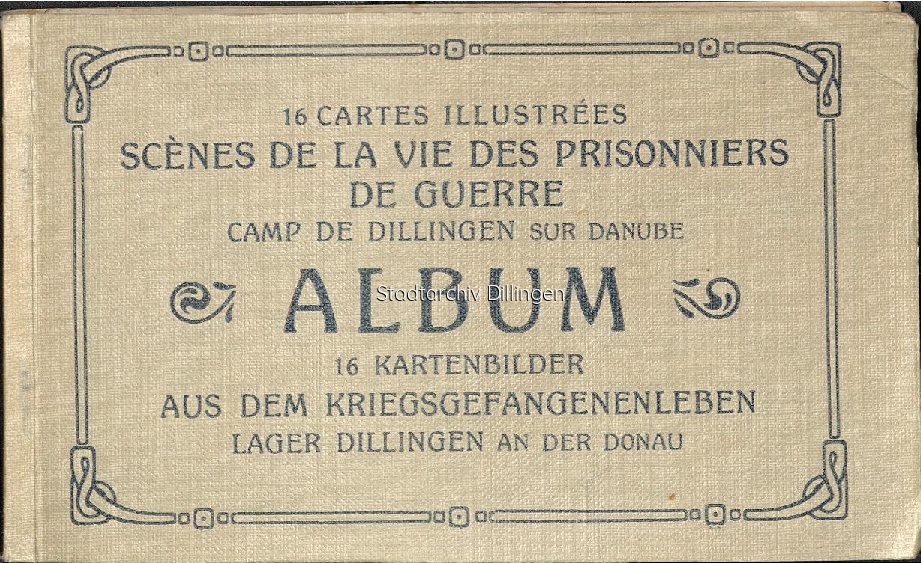 16 CARTES ILLUSTRÉES
SCÈNES DE LA VIE DES PRISONNIERS
DE GUERRE
CAMP DE DILLINGEN SUR DANUBE
ALBUM
Stadtarchiv Dillingen
16 KARTENBILDER
AUS DEM KRIEGSGEFANGENENLEBEN
LAGER DILLINGEN AN DER DONAU